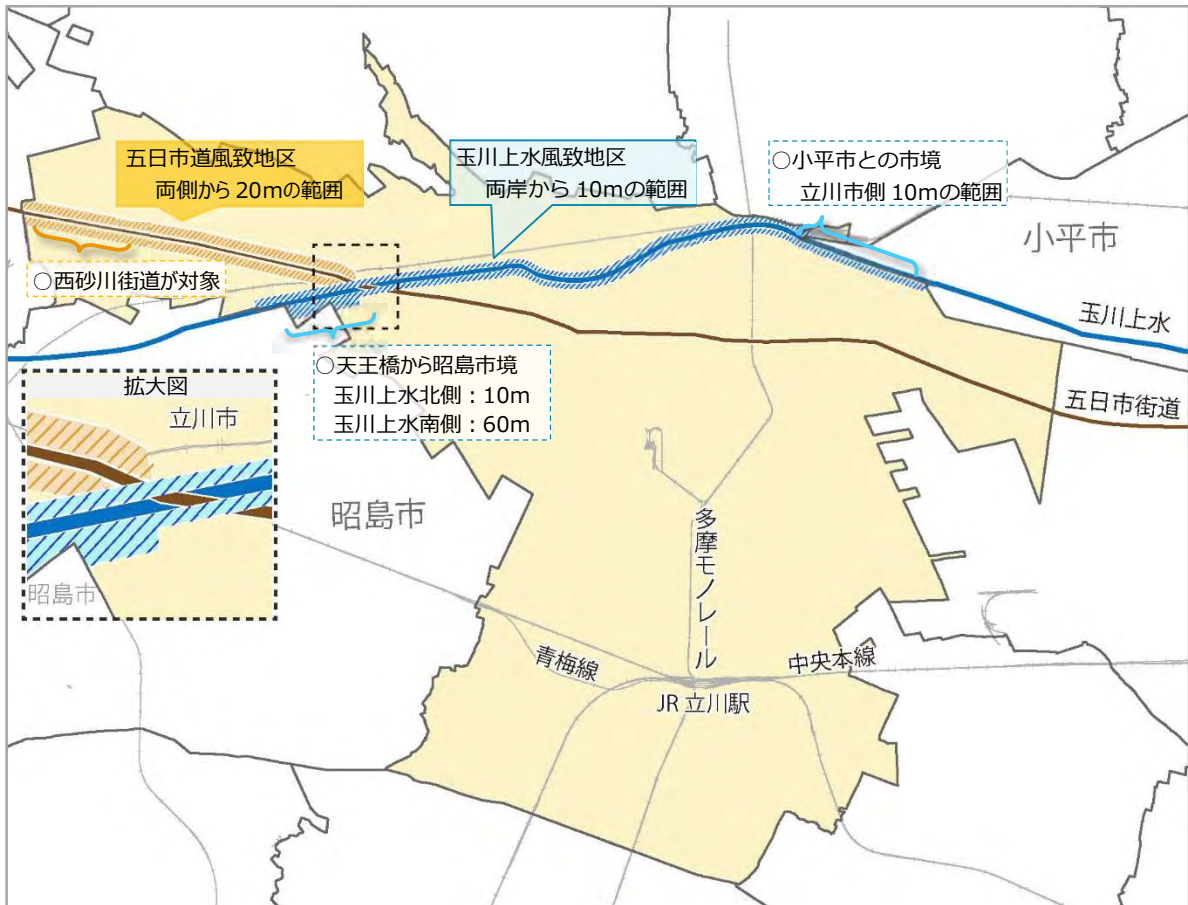 五日市道風致地区
両側から 20mの範囲
玉川上水風致地区
両岸から 10mの範囲
○小平市との市境
立川市側 10mの範囲
小平市
○西砂川街道が対象
玉川上水
○天王橋から昭島市境
玉川上水北側：10m
玉川上水南側：60m
五日市街道
拡大図
立川市
昭島市
昭島市
多摩モノレール
青梅線
中央本線
JR 立川駅